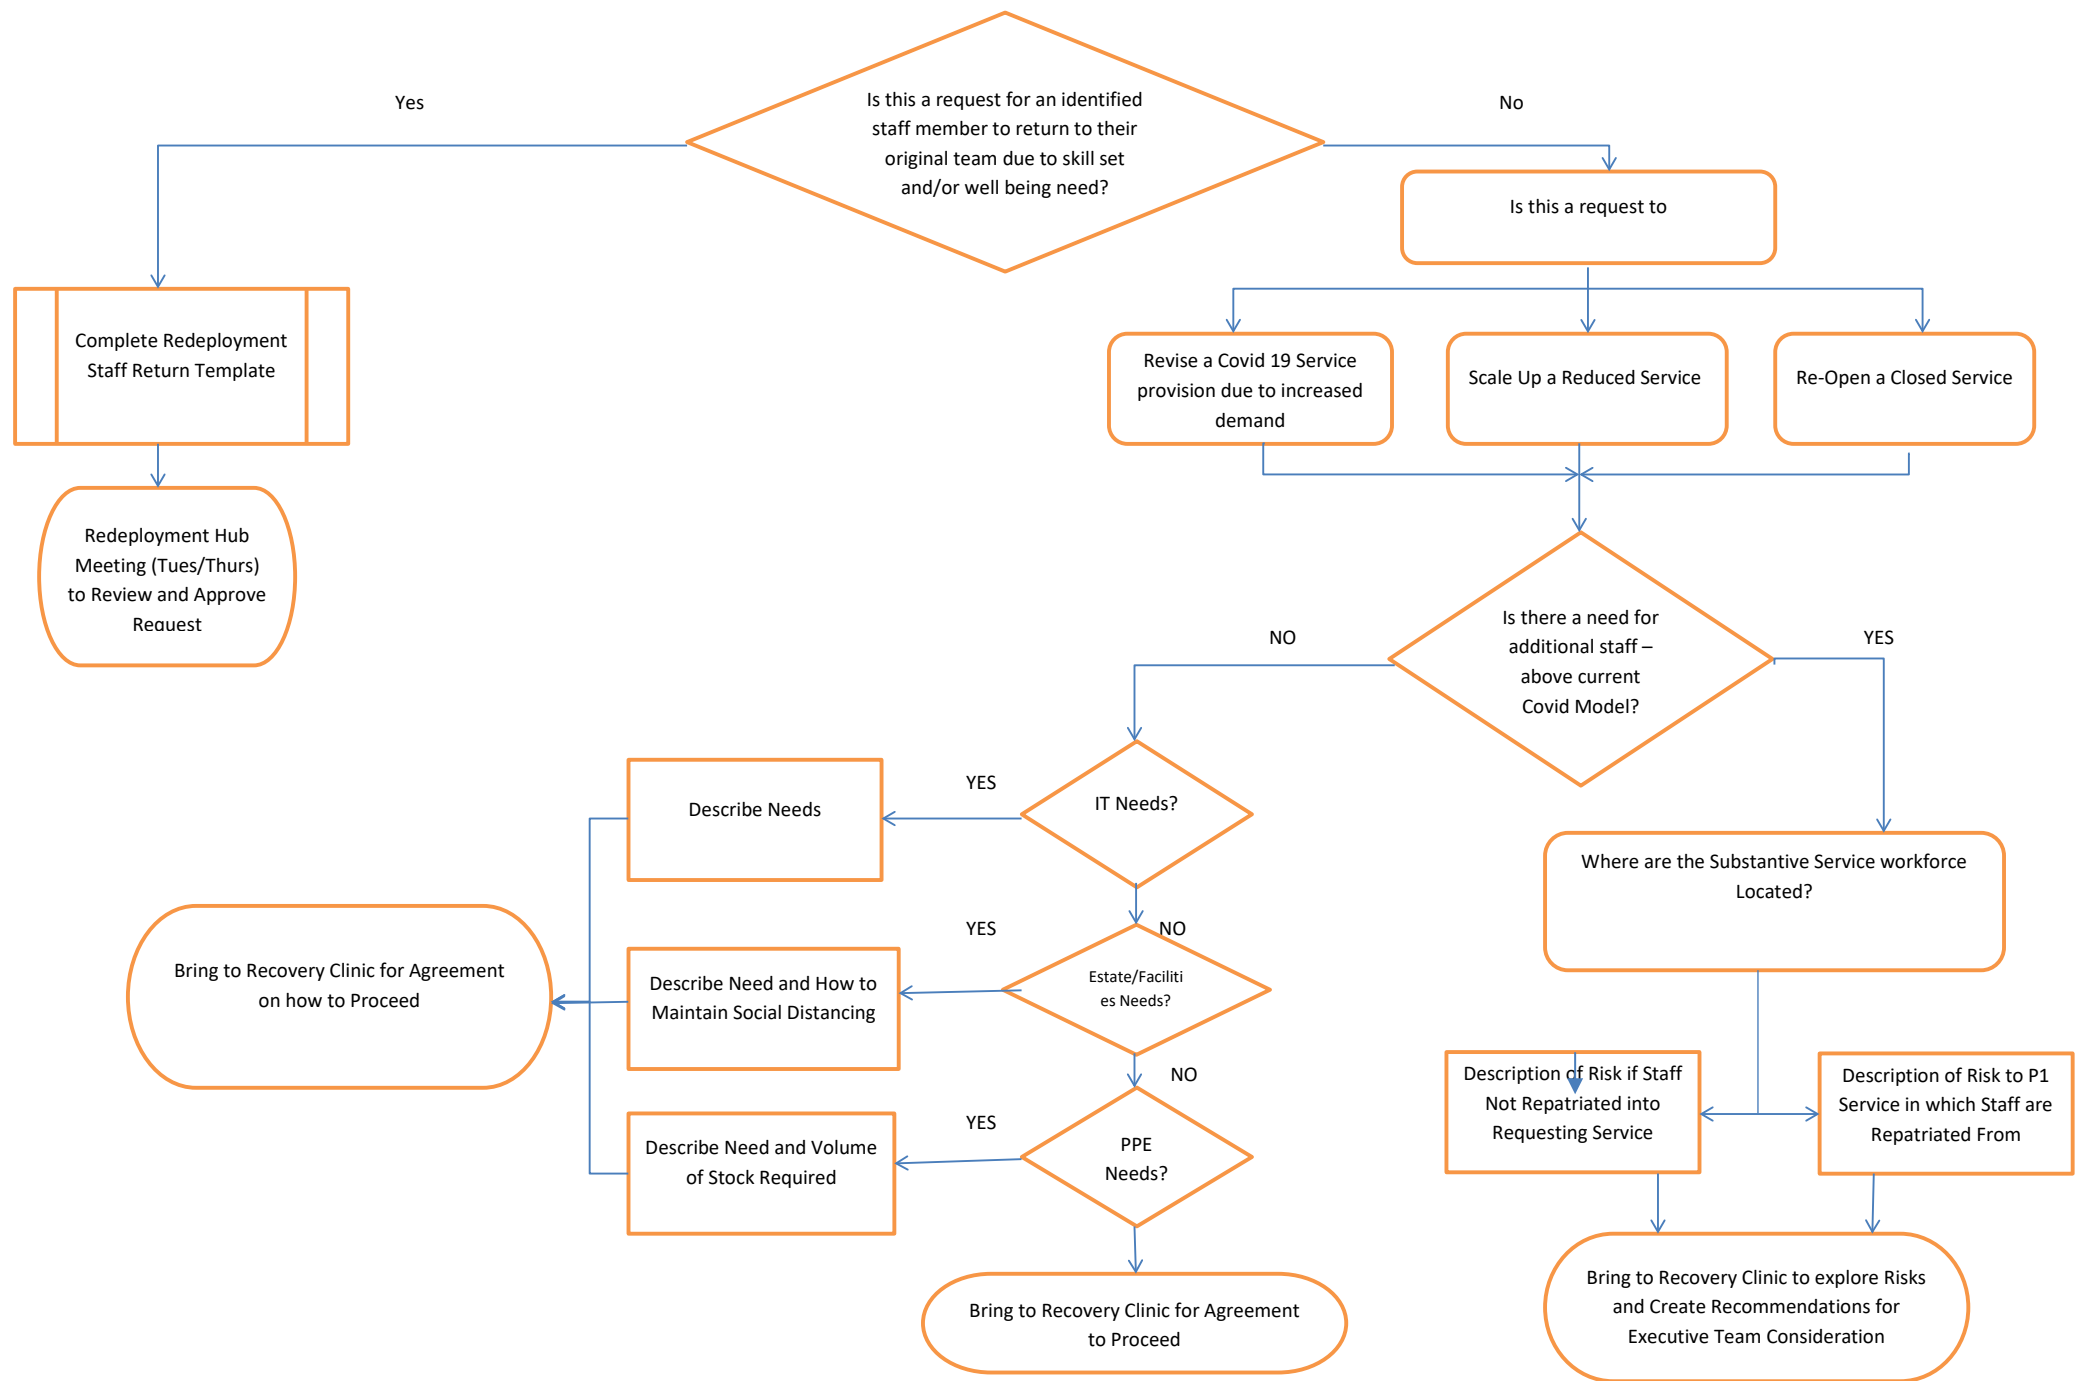 Yes
Is this a request for an identified
staff member to return to their
original team due to skill set
and/or well being need?
No
Is this a request to
Complete Redeployment
Staff Return Template
Revise a Covid 19 Service
provision due to increased
demand
Scale Up a Reduced Service
Re-Open a Closed Service
Redeployment Hub
Meeting (Tues/Thurs)
to Review and Approve
Request
Is there a need for
additional staff –
above current
Covid Model?
NO
YES
IT Needs?
YES
Describe Needs
Where are the Substantive Service workforce
Located?
NO
YES
Estate/Faciliti
es Needs?
Describe Need and How to
Maintain Social Distancing
Bring to Recovery Clinic for Agreement
on how to Proceed
NO
YES
PPE
Needs?
Describe Need and Volume
of Stock Required
Description of Risk if Staff
Not Repatriated into
Requesting Service
Description of Risk to P1
Service in which Staff are
Repatriated From
Bring to Recovery Clinic for Agreement
to Proceed
Bring to Recovery Clinic to explore Risks
and Create Recommendations for
Executive Team Consideration